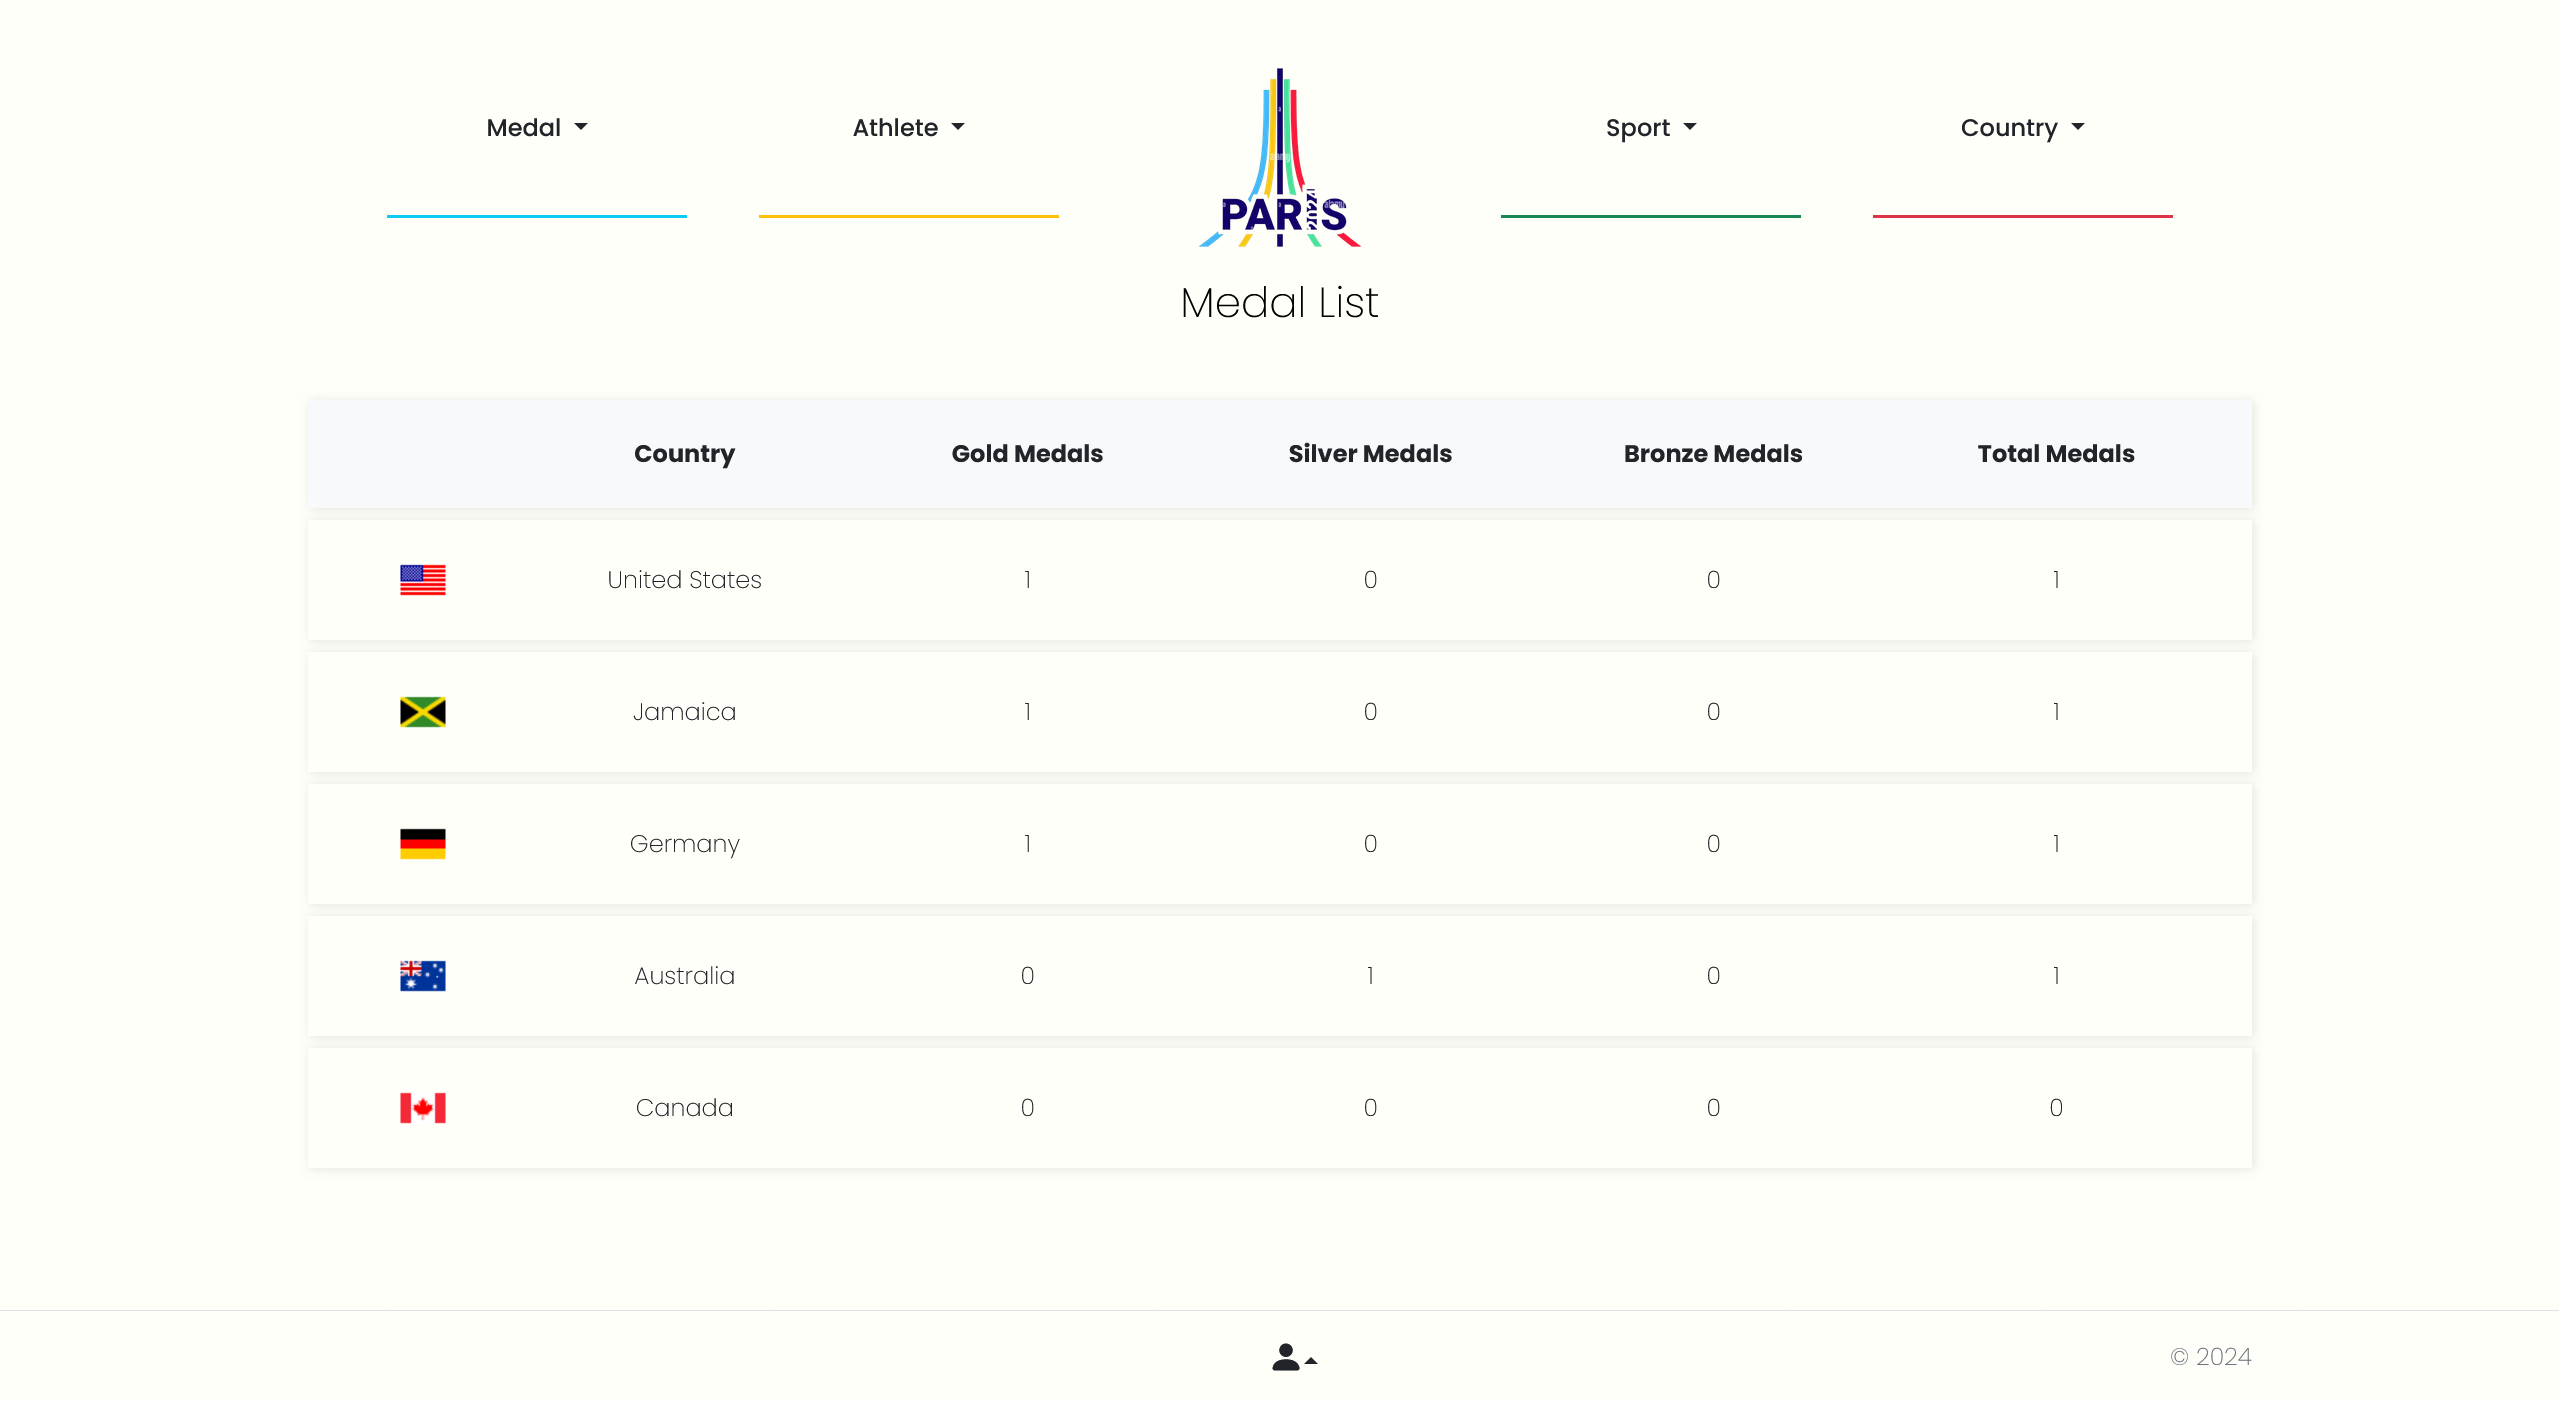 Medal
Athlete
PARIS
2024
Sport
Country
Medal List
Country Gold Medals Silver Medals Bronze Medals Total Medals
United States 1 0 0 1
Jamaica 1 0 0 1
Germany 1 0 0 1
Australia 0 1 0 1
Canada 0 0 0 0
© 2024